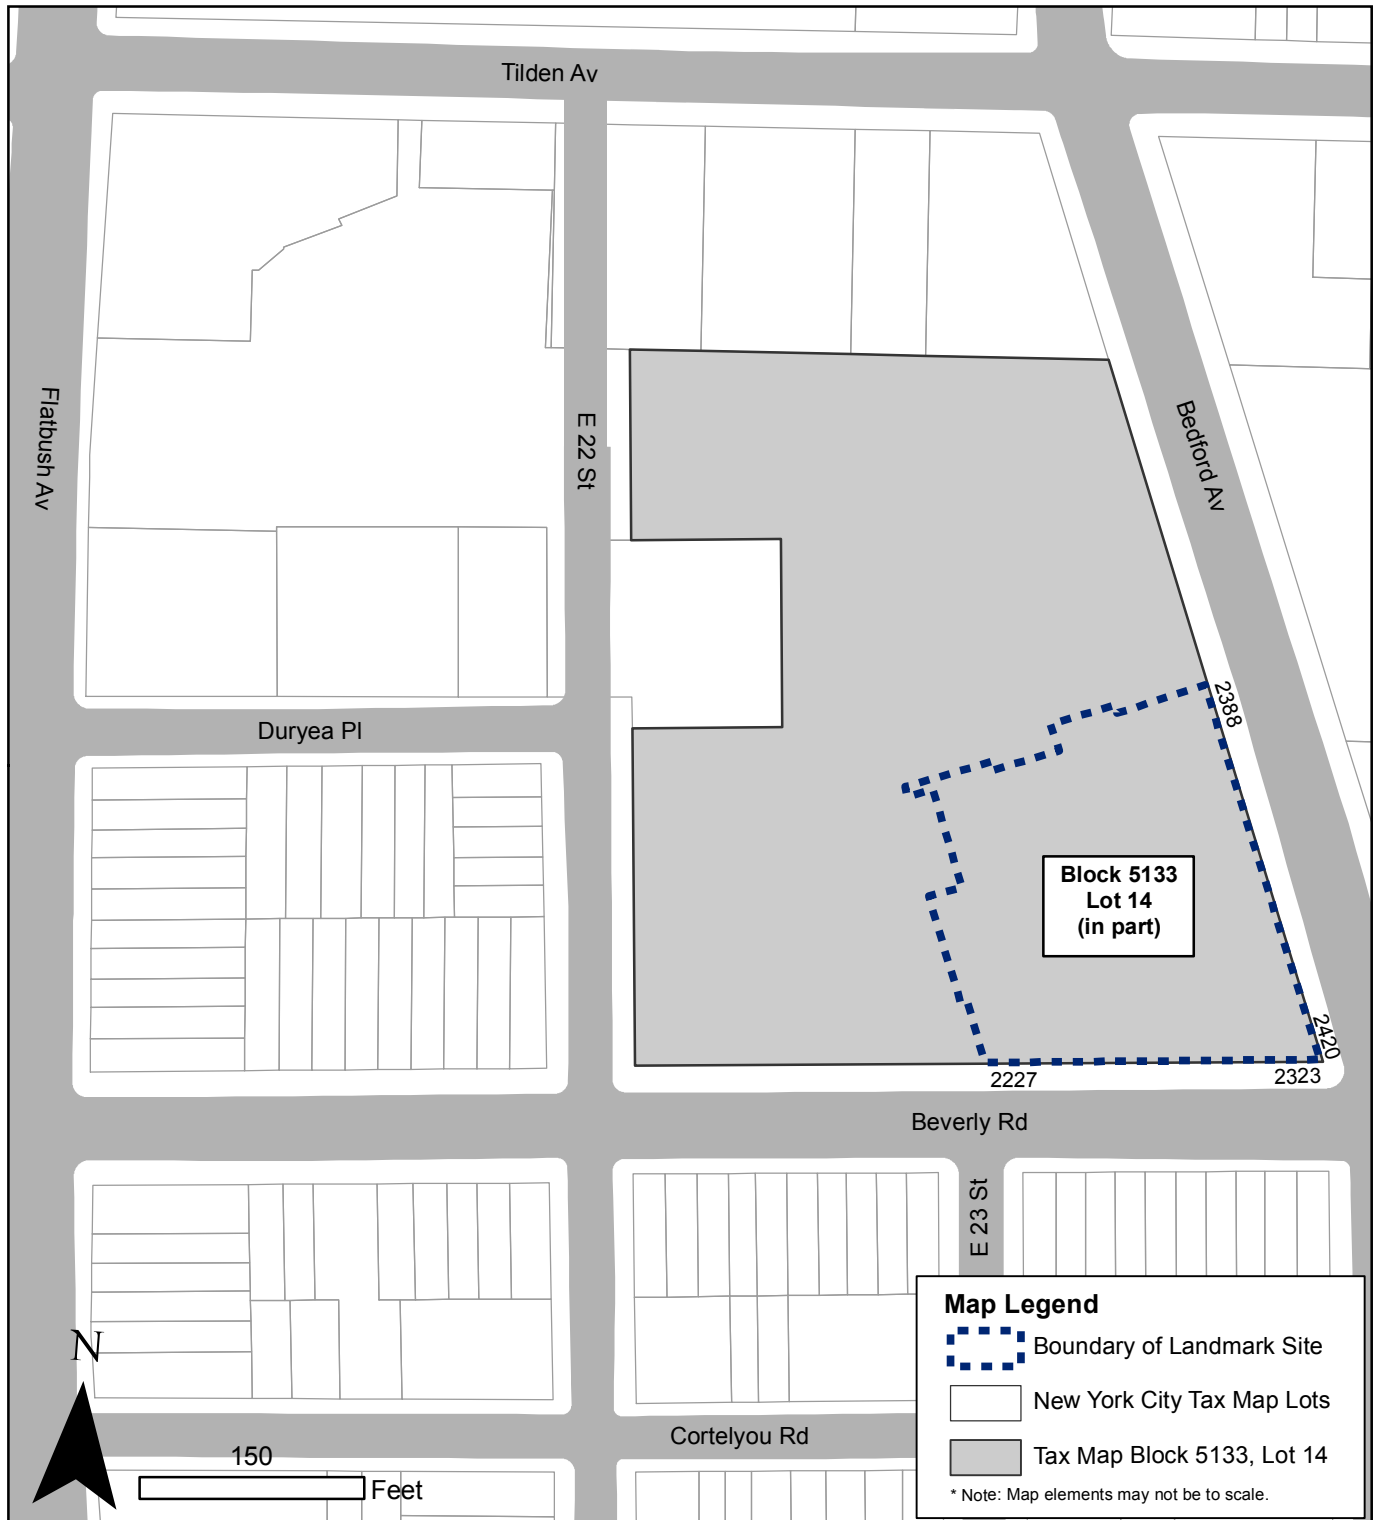 Tilden Av
Flatbush Av
E 22 St
Bedford Av
2388
Duryea Pl
Block 5133
Lot 14
(in part)
2420
2227
2323
Beverly Rd
E 23 St
Map Legend
Boundary of Landmark Site
New York City Tax Map Lots
Tax Map Block 5133, Lot 14
* Note: Map elements may not be to scale.
N
Cortelyou Rd
150
Feet